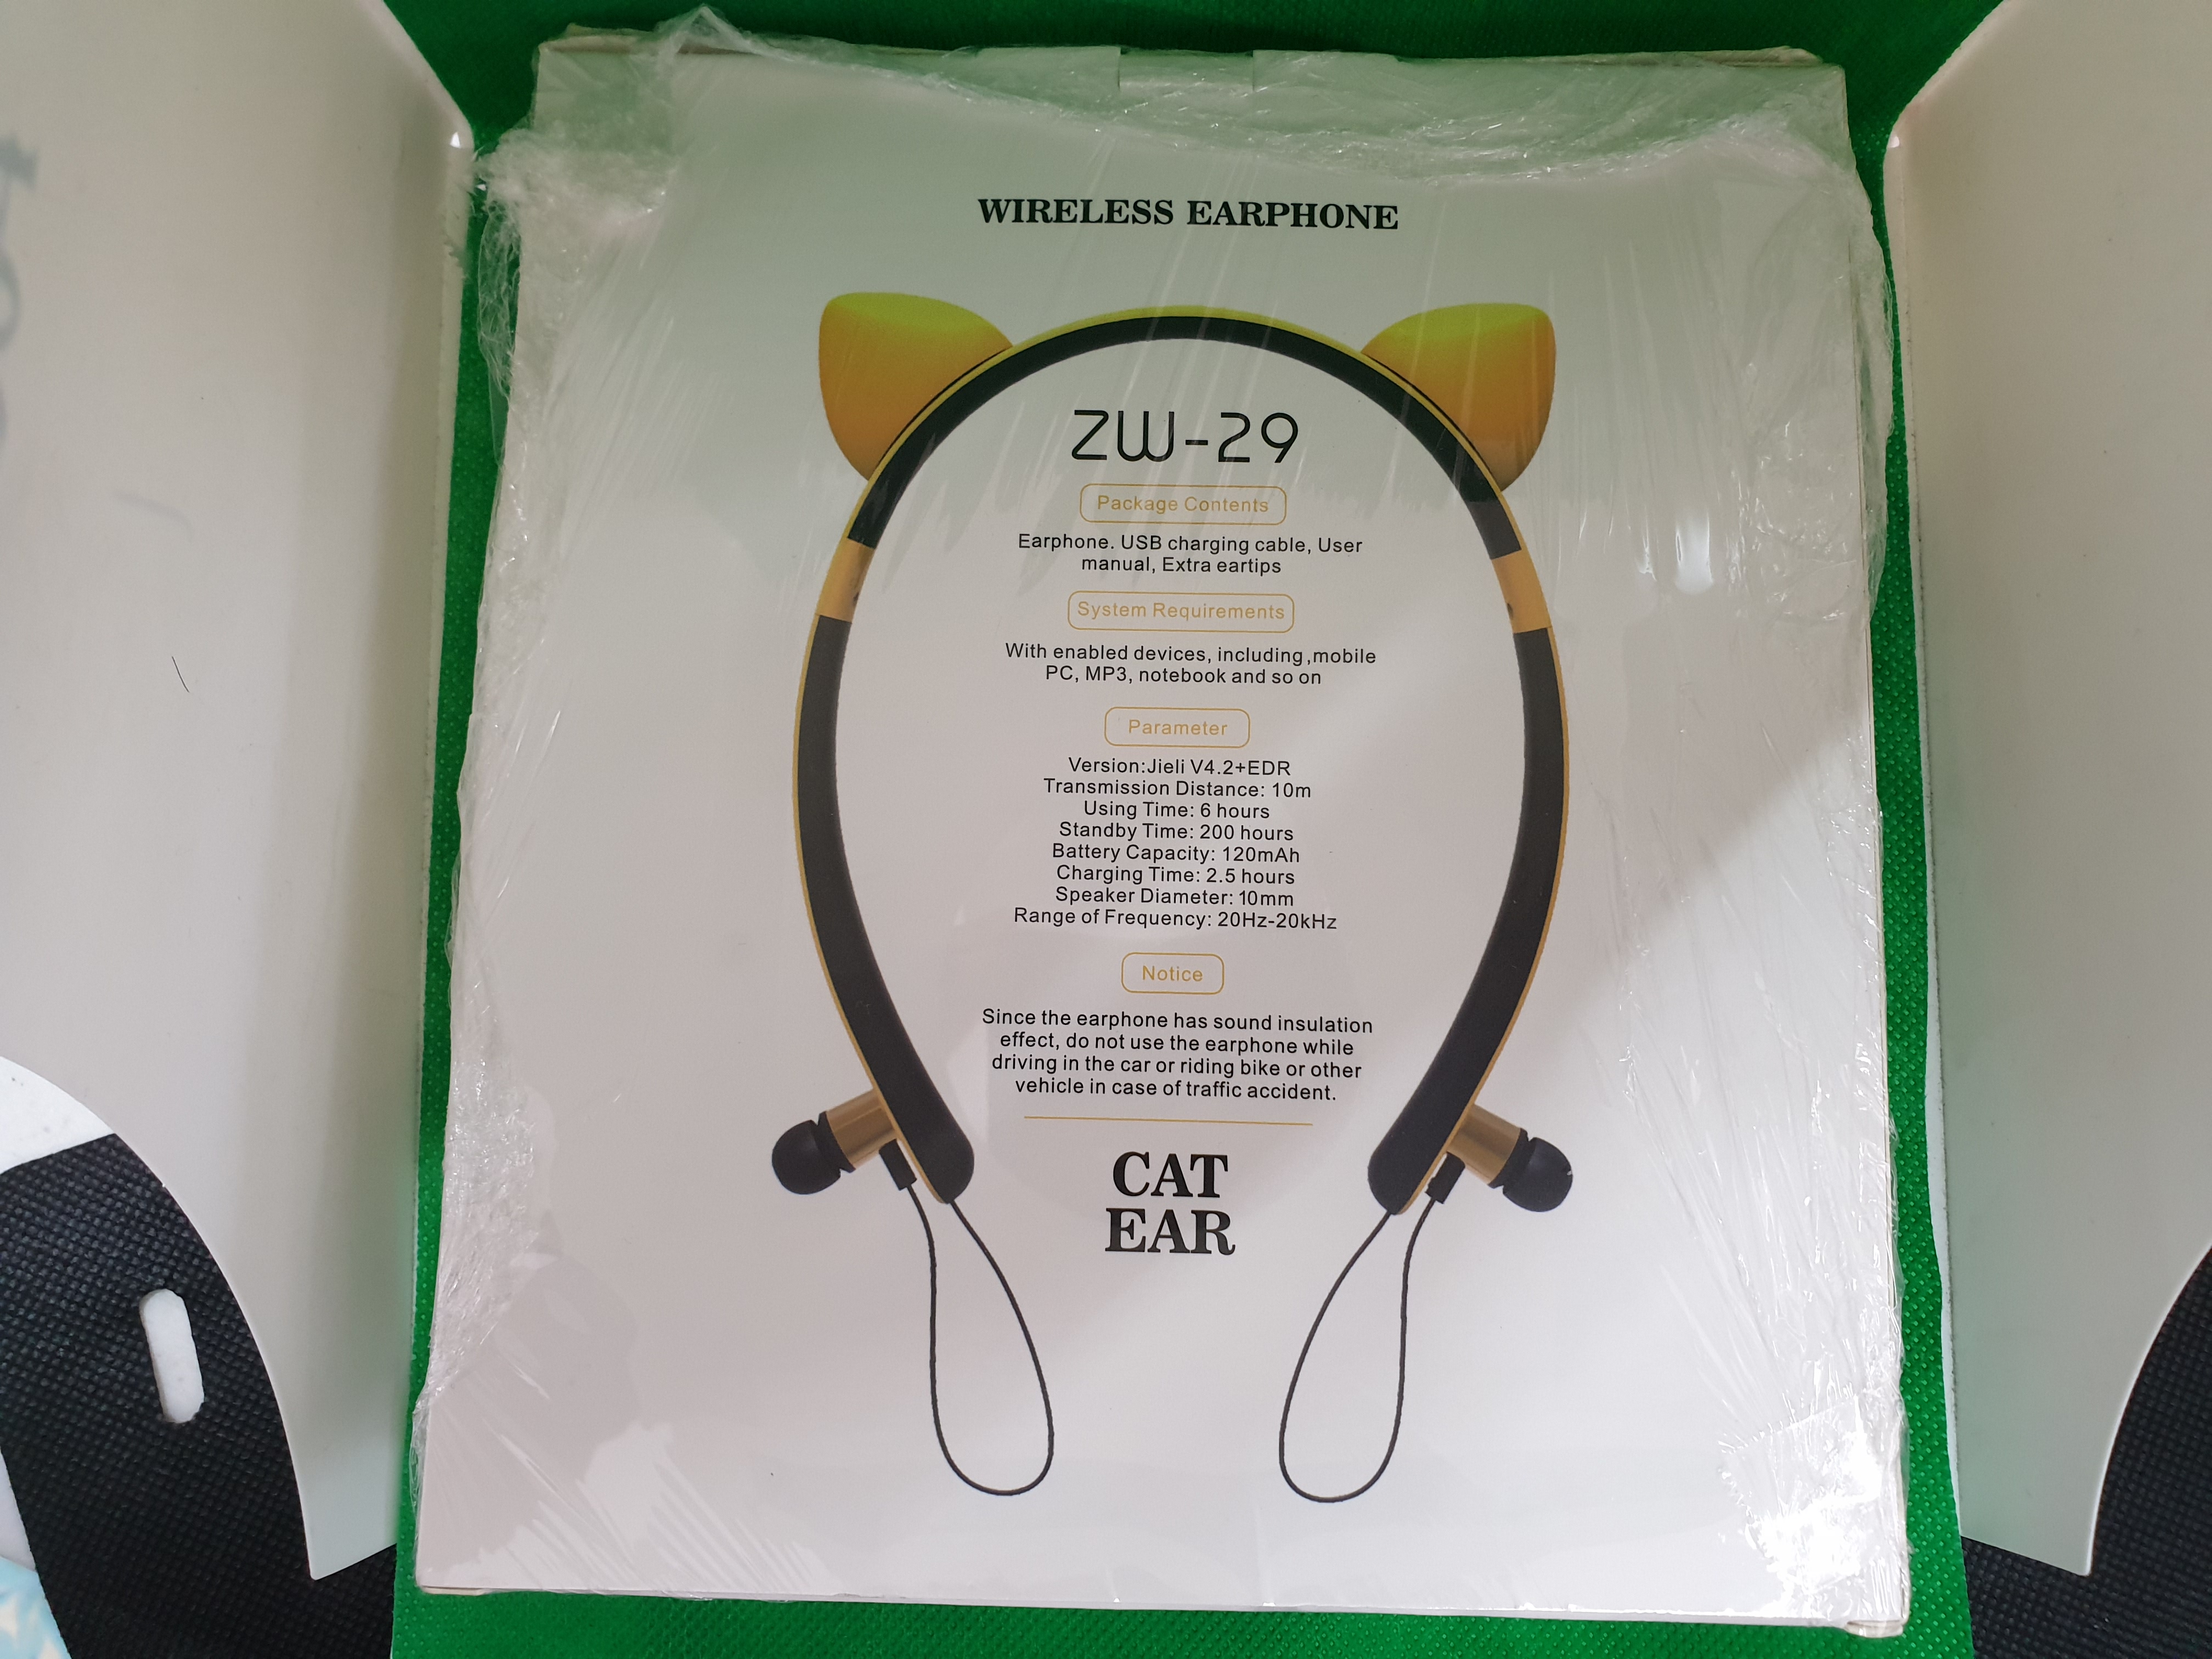 WIRELESS EARPHONE
ZW-29
Package Contents
Earphone. USB charging cable, User
manual, Extra eartips
System Requirements
With enabled devices, including ,mobile
PC, MP3, notebook and so on
Parameter
Version:Jieli V4.2+EDR
Transmission Distance: 10m
Using Time: 6 hours
Standby Time: 200 hours
Battery Capacity: 120mAh
Charging Time: 2.5 hours
Speaker Diameter: 10mm
Range of Frequency: 20Hz-20kHz
Notice
Since the earphone has sound insulation
effect, do not use the earphone while
driving in the car or riding bike or other
vehicle in case of traffic accident.
CAT
EAR